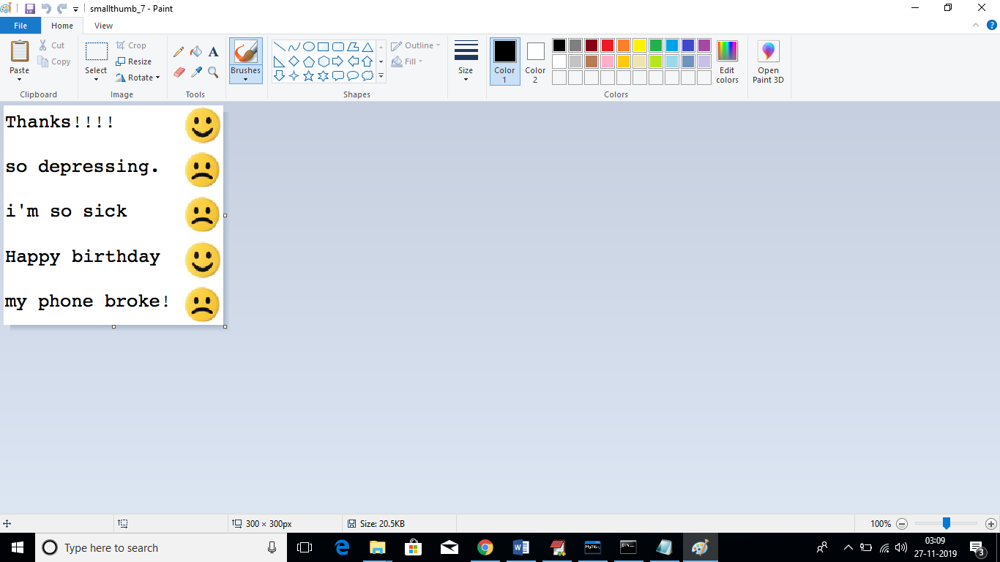 smallthumb_7 - Paint
File Home View
Paste
Cut
Copy
Clipboard
Select
Crop
Resize
Rotate
Image
A
Tools
Brushes
Outline
Fill
Shapes
Size
Color 1
Color 2
Edit colors
Colors
Open Paint 3D
Thanks!!!!
so depressing.
i'm so sick
Happy birthday
my phone broke!
300 × 300px
Size: 20.5KB
100%
Type here to search
03:09
27-11-2019
3